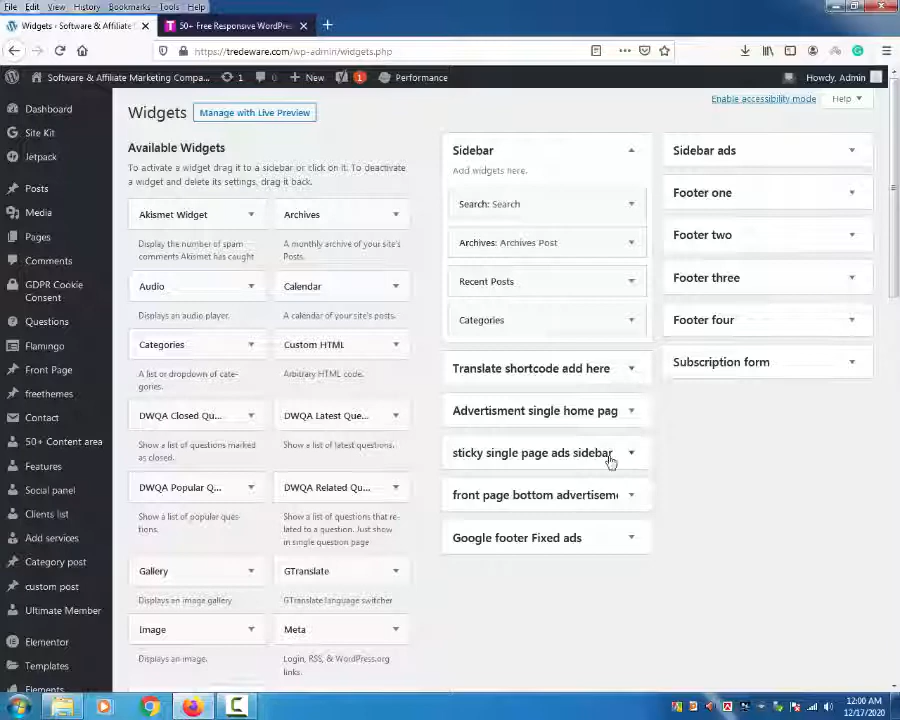 File Edit View History Bookmarks Tools Help
Widgets ‹ Software & Affiliate
50+ Free Responsive WordPre
https://tredeware.com/wp-admin/widgets.php
Software & Affiliate Marketing Compa...
1
0
New
1
Performance
Howdy, Admin
Dashboard
Site Kit
Jetpack
Posts
Media
Pages
Comments
GDPR Cookie
Consent
Questions
Flamingo
Front Page
freethemes
Contact
50+ Content area
Features
Social panel
Clients list
Add services
Category post
custom post
Ultimate Member
Elementor
Templates
Elements
Widgets
Manage with Live Preview
Enable accessibility mode
Help
Available Widgets
To activate a widget drag it to a sidebar or click on it. To deactivate
a widget and delete its settings, drag it back.
Akismet Widget
Archives
Display the number of spam
comments Akismet has caught
A monthly archive of your site's
Posts.
Audio
Calendar
Displays an audio player.
A calendar of your site's posts.
Categories
Custom HTML
A list or dropdown of cate-
gories.
Arbitrary HTML code.
DWQA Closed Qu...
DWQA Latest Que...
Show a list of questions marked
as closed.
Show a list of latest questions.
DWQA Popular Q...
DWQA Related Qu...
Show a list of popular ques-
tions.
Show a list of questions that re-
lated to a question. Just show
in single question page
Gallery
GTranslate
Displays an image gallery
GTranslate language switcher
Image
Meta
Displays an image.
Login, RSS, & WordPress.org
links.
Sidebar
Add widgets here.
Search: Search
Archives: Archives Post
Recent Posts
Categories
Translate shortcode add here
Advertisment single home pag
sticky single page ads sidebar
front page bottom advertisem
Google footer Fixed ads
Sidebar ads
Footer one
Footer two
Footer three
Footer four
Subscription form
12:00 AM
12/17/2020